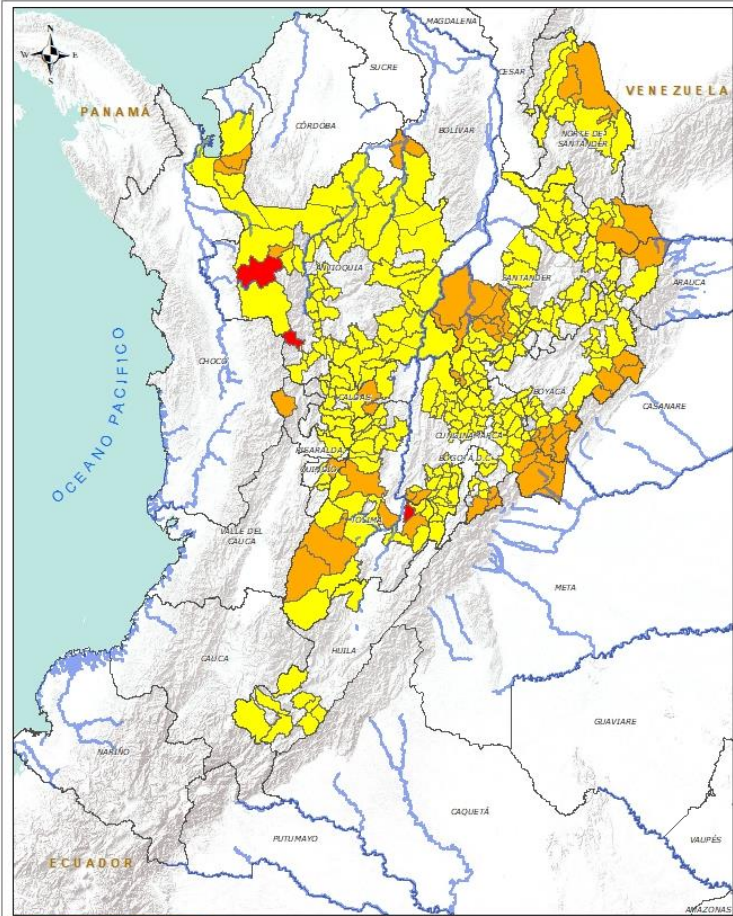 MAGDALENA
N
W E
S
SUCRE
CESAR
VENEZUELA
PANAMÁ
CÓRDOBA
BOLÍVAR
NORTE DE
SANTANDER
ANTIOQUIA
SANTANDER
ARAUCA
CHOCÓ
BOYACÁ
CALDAS
CASANARE
OCEANO PACIFICO
CUNDINAMARCA
RISARALDA
BOGOTÁ D.C.
QUINDÍO
TOLIMA
VALLE DEL
CAUCA
META
HUILA
CAUCA
GUAVIARE
NARIÑO
CAQUETÁ
PUTUMAYO
VAUPÉS
ECUADOR
AMAZONAS